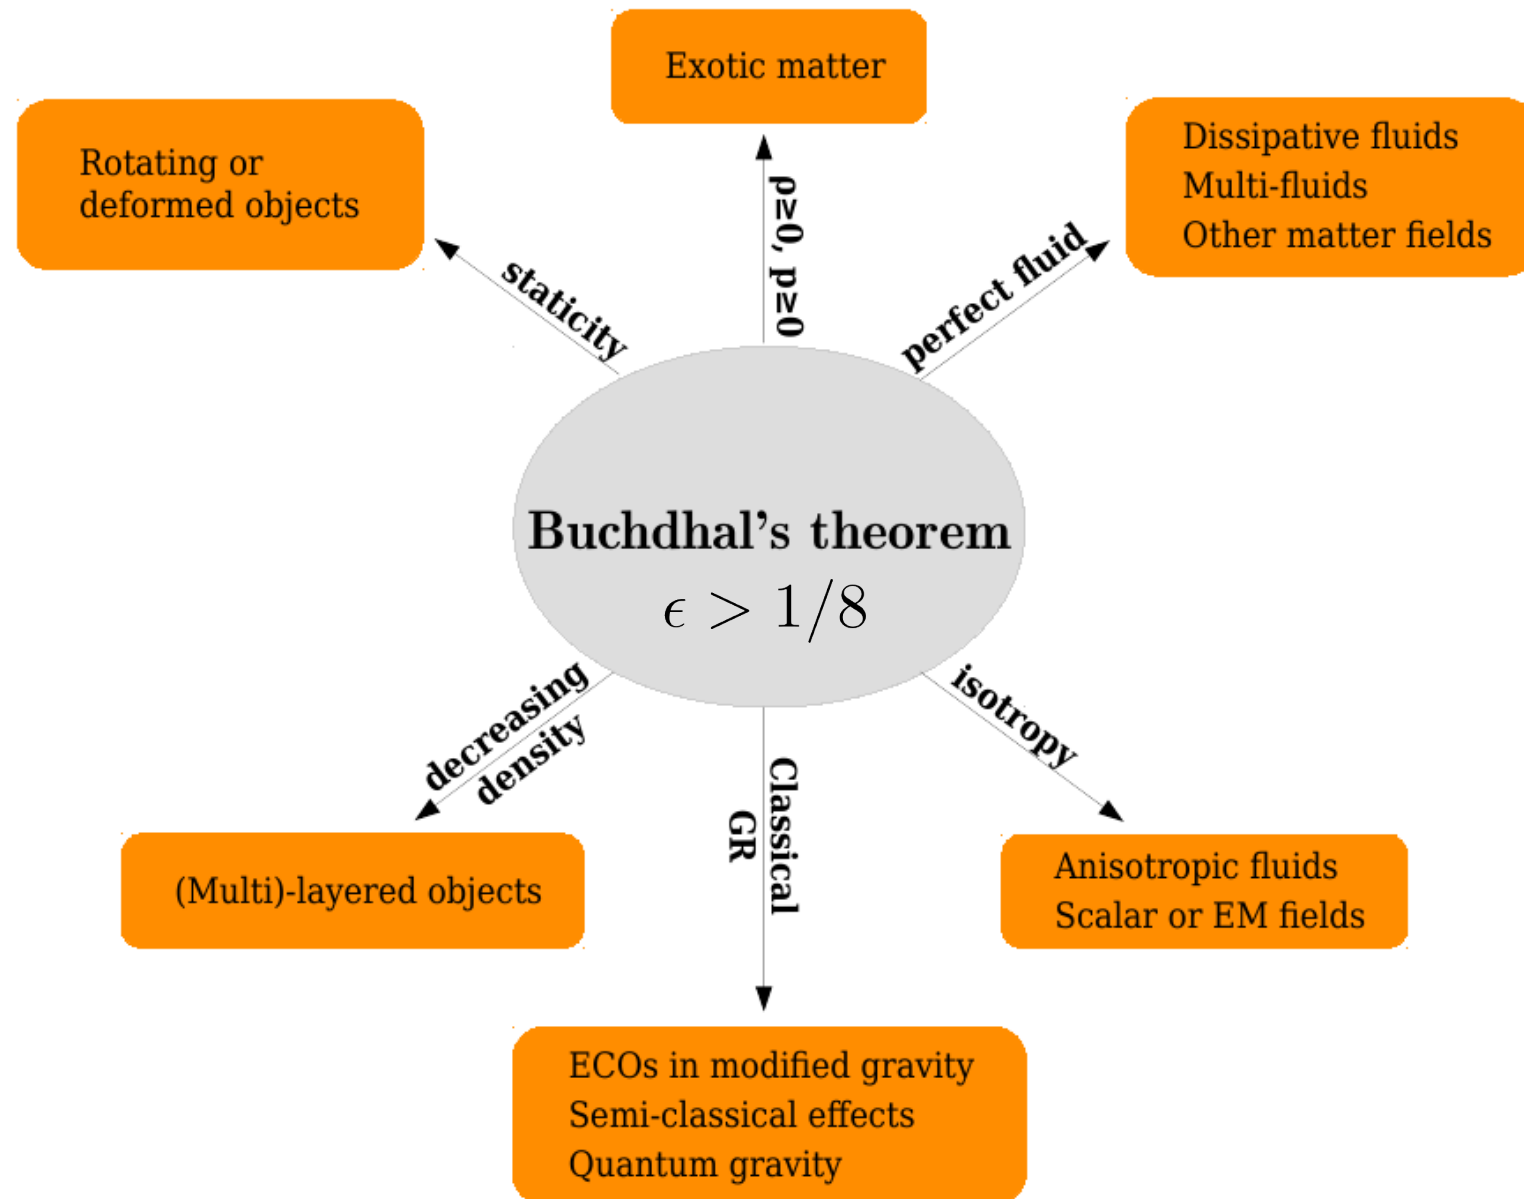 Exotic matter
Rotating or
deformed objects
Dissipative fluids
Multi-fluids
Other matter fields
staticity
ρ≥0, p≥0
perfect fluid
Buchdhal's theorem
ϵ > 1/8
decreasing
density
Classical
GR
isotropy
(Multi)-layered objects
Anisotropic fluids
Scalar or EM fields
ECOs in modified gravity
Semi-classical effects
Quantum gravity